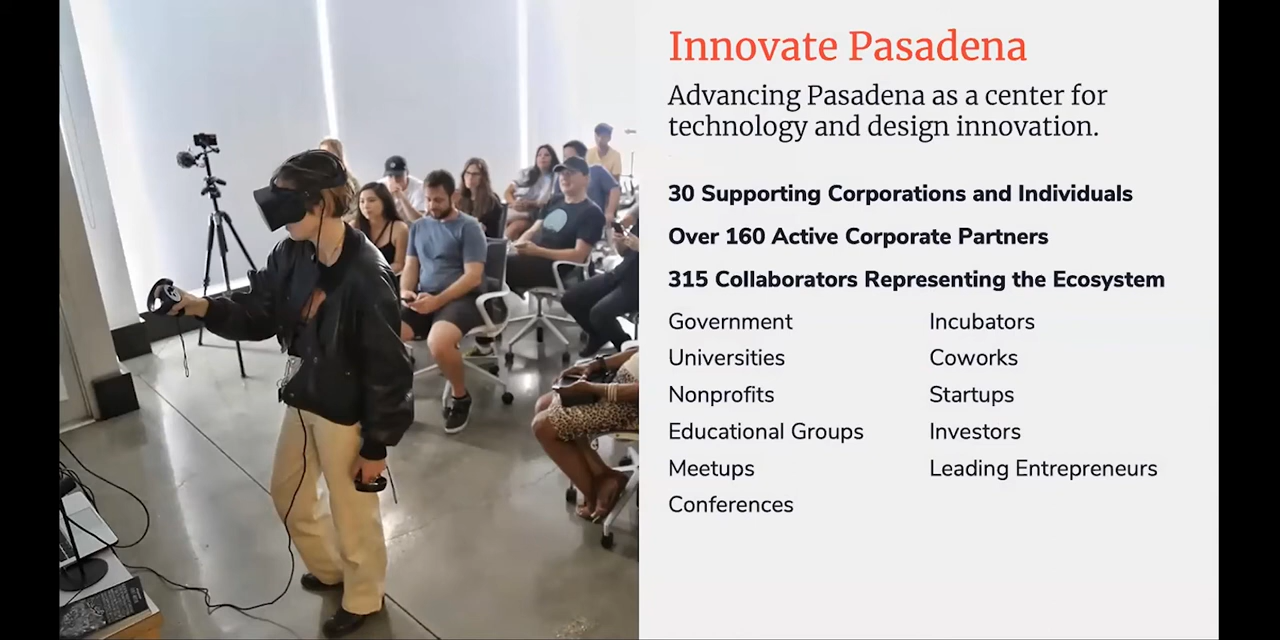 Innovate Pasadena
Advancing Pasadena as a center for
technology and design innovation.
30 Supporting Corporations and Individuals
Over 160 Active Corporate Partners
315 Collaborators Representing the Ecosystem
Government
Universities
Nonprofits
Educational Groups
Meetups
Conferences
Incubators
Coworks
Startups
Investors
Leading Entrepreneurs